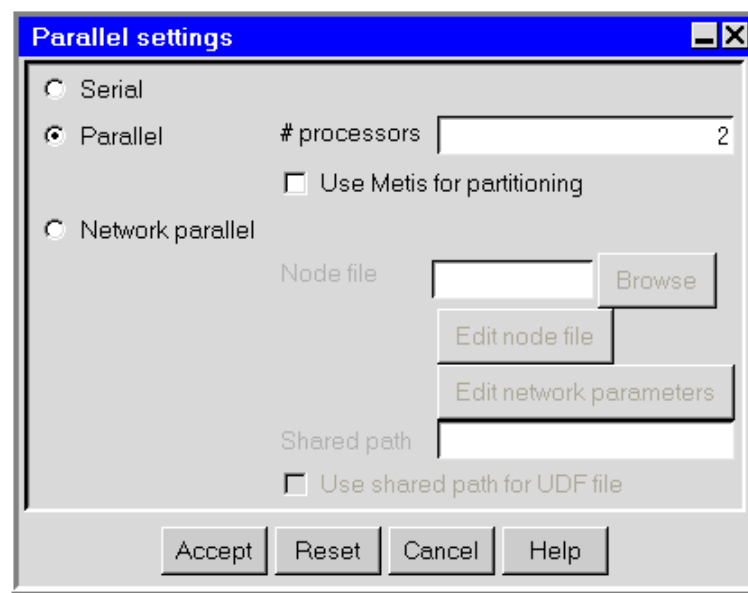 Parallel settings
Serial
Parallel # processors 2
Use Metis for partitioning
Network parallel
Node file Browse
Edit node file
Edit network parameters
Shared path
Use shared path for UDF file
Accept Reset Cancel Help